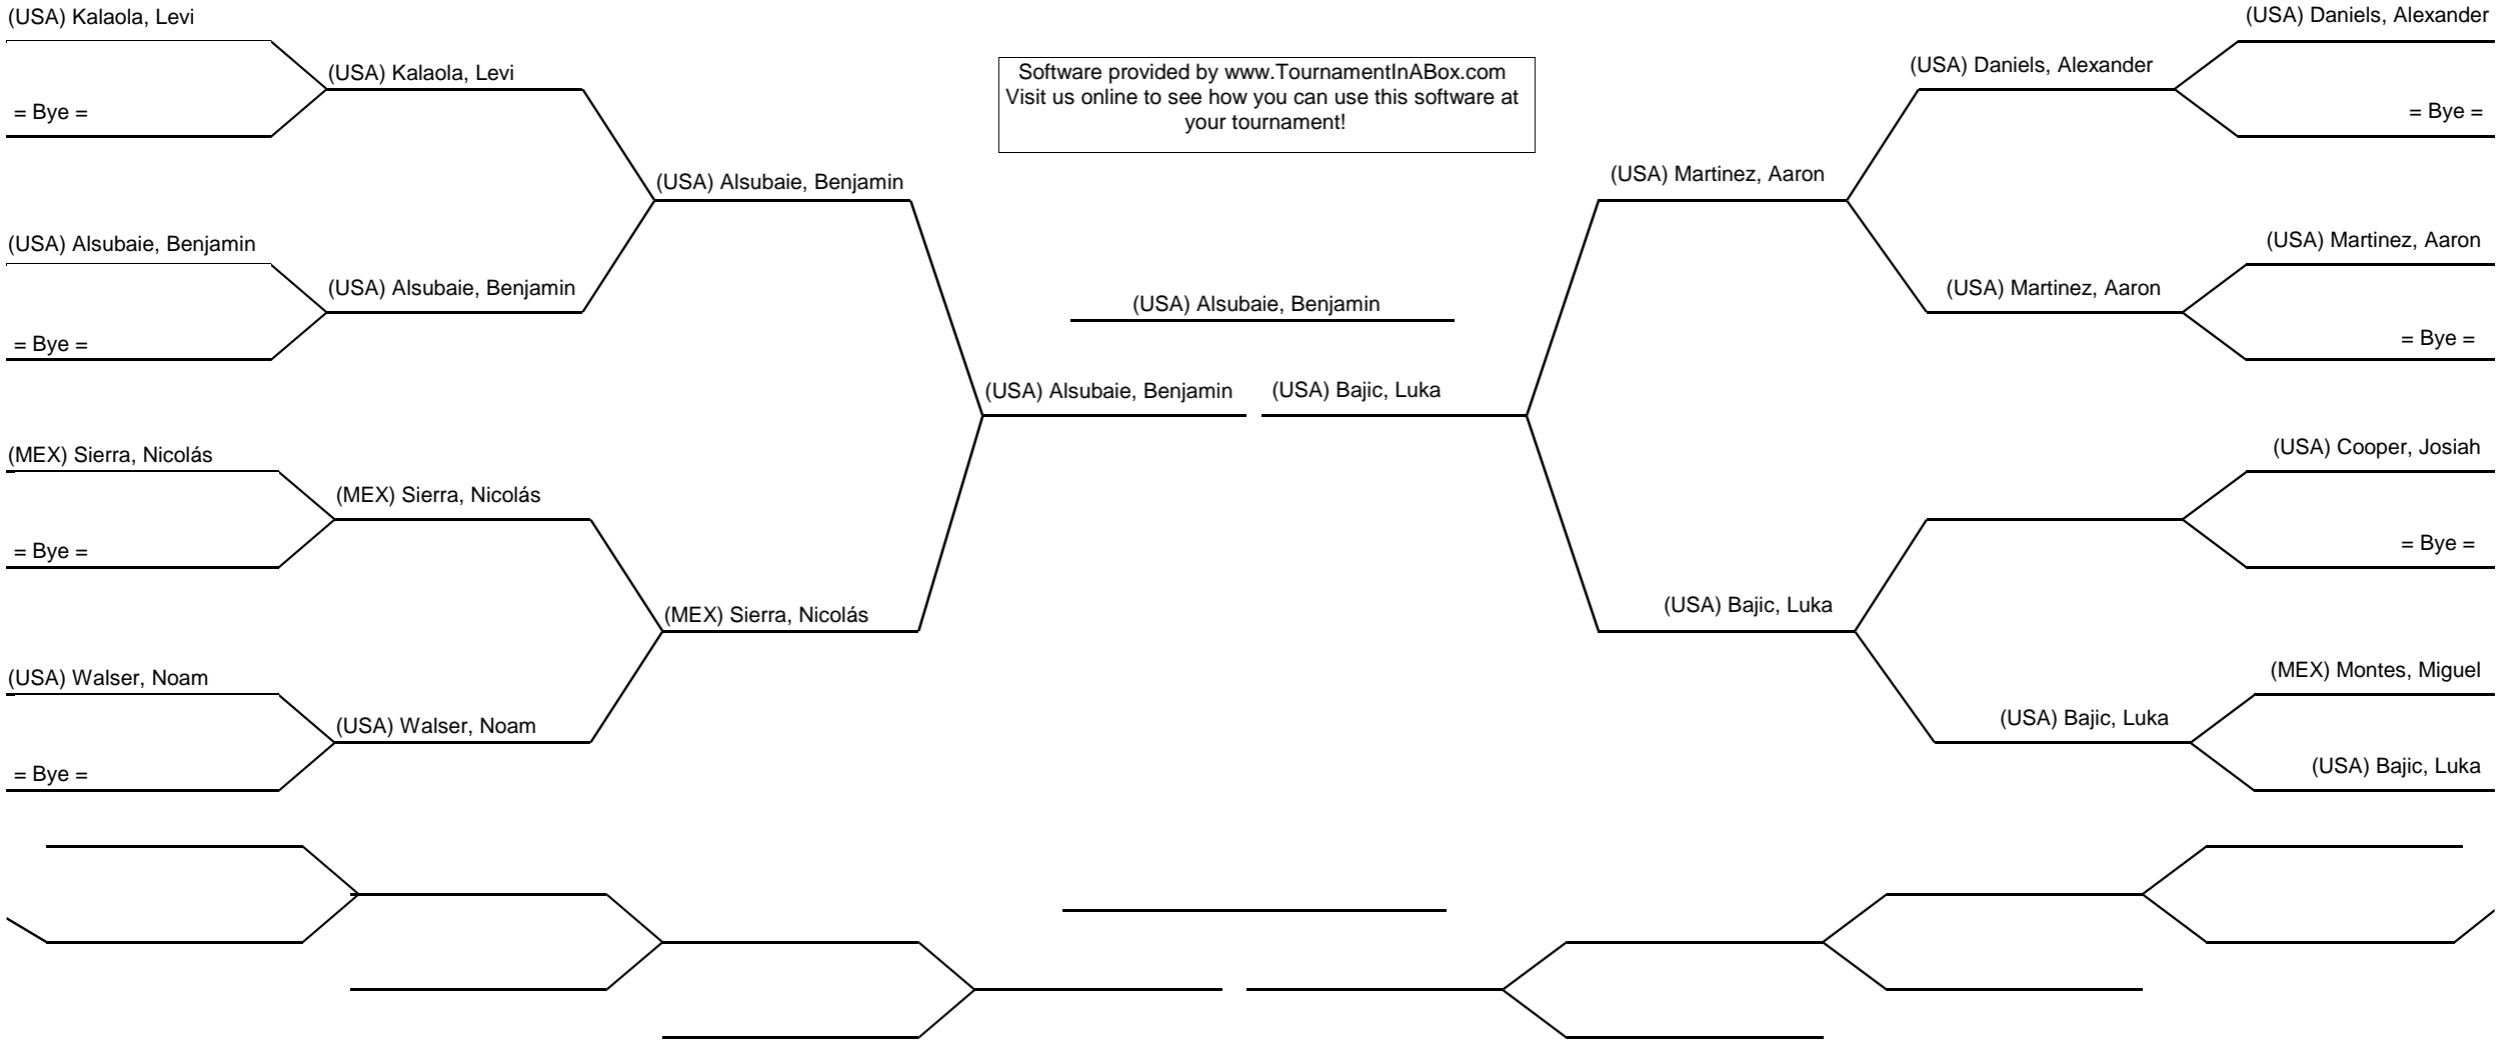 (USA) Kalaola, Levi
= Bye =
(USA) Alsubaie, Benjamin
= Bye =
(MEX) Sierra, Nicolás
= Bye =
(USA) Walser, Noam
= Bye =
(USA) Kalaola, Levi
(USA) Alsubaie, Benjamin
(MEX) Sierra, Nicolás
(USA) Walser, Noam
(USA) Alsubaie, Benjamin
(MEX) Sierra, Nicolás
(USA) Alsubaie, Benjamin
Software provided by www.TournamentInABox.com
Visit us online to see how you can use this software at
your tournament!
(USA) Alsubaie, Benjamin
(USA) Bajic, Luka
(USA) Martinez, Aaron
(USA) Bajic, Luka
(USA) Daniels, Alexander
(USA) Martinez, Aaron
(USA) Bajic, Luka
(USA) Daniels, Alexander
= Bye =
(USA) Martinez, Aaron
= Bye =
(USA) Cooper, Josiah
= Bye =
(MEX) Montes, Miguel
(USA) Bajic, Luka